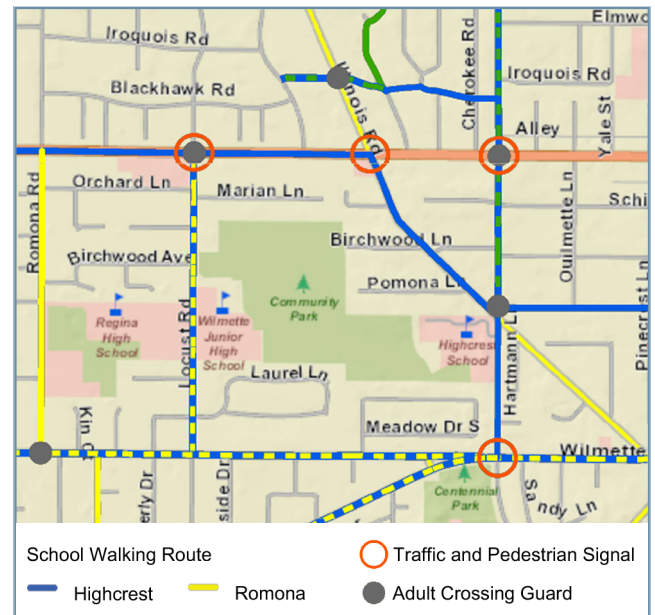 Elmwo
Iroquois Rd
Cherokee Rd
Iroquois Rd
Blackhawk Rd
Illinois Rd
Yale St
Alley
Romona Rd
Orchard Ln
Marian Ln
Ouilmette Ln
Schi
Birchwood Ln
Birchwood Ave
Pomona Ln
Community
Park
Regina
High
School
Locust Rd
Wilmette
Junior
High
School
Highcrest
School
Hartmann Ln
Pinecrest Ln
Laurel Ln
Kin Ct
Meadow Dr S
Wilmette
erly Dr
side Dr
Centennial
Park
Sandy Ln
School Walking Route
Traffic and Pedestrian Signal
Highcrest
Romona
Adult Crossing Guard